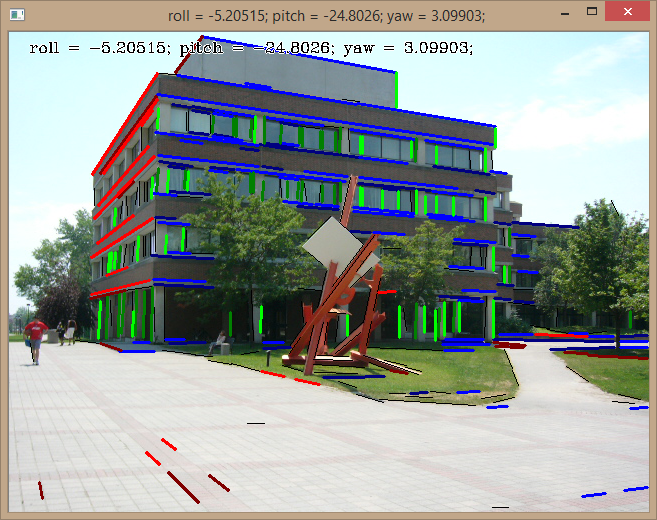 roll = -5.20515; pitch = -24.8026; yaw = 3.09903;
roll = −5.20515; pitch = −24.8026; yaw = 3.09903;